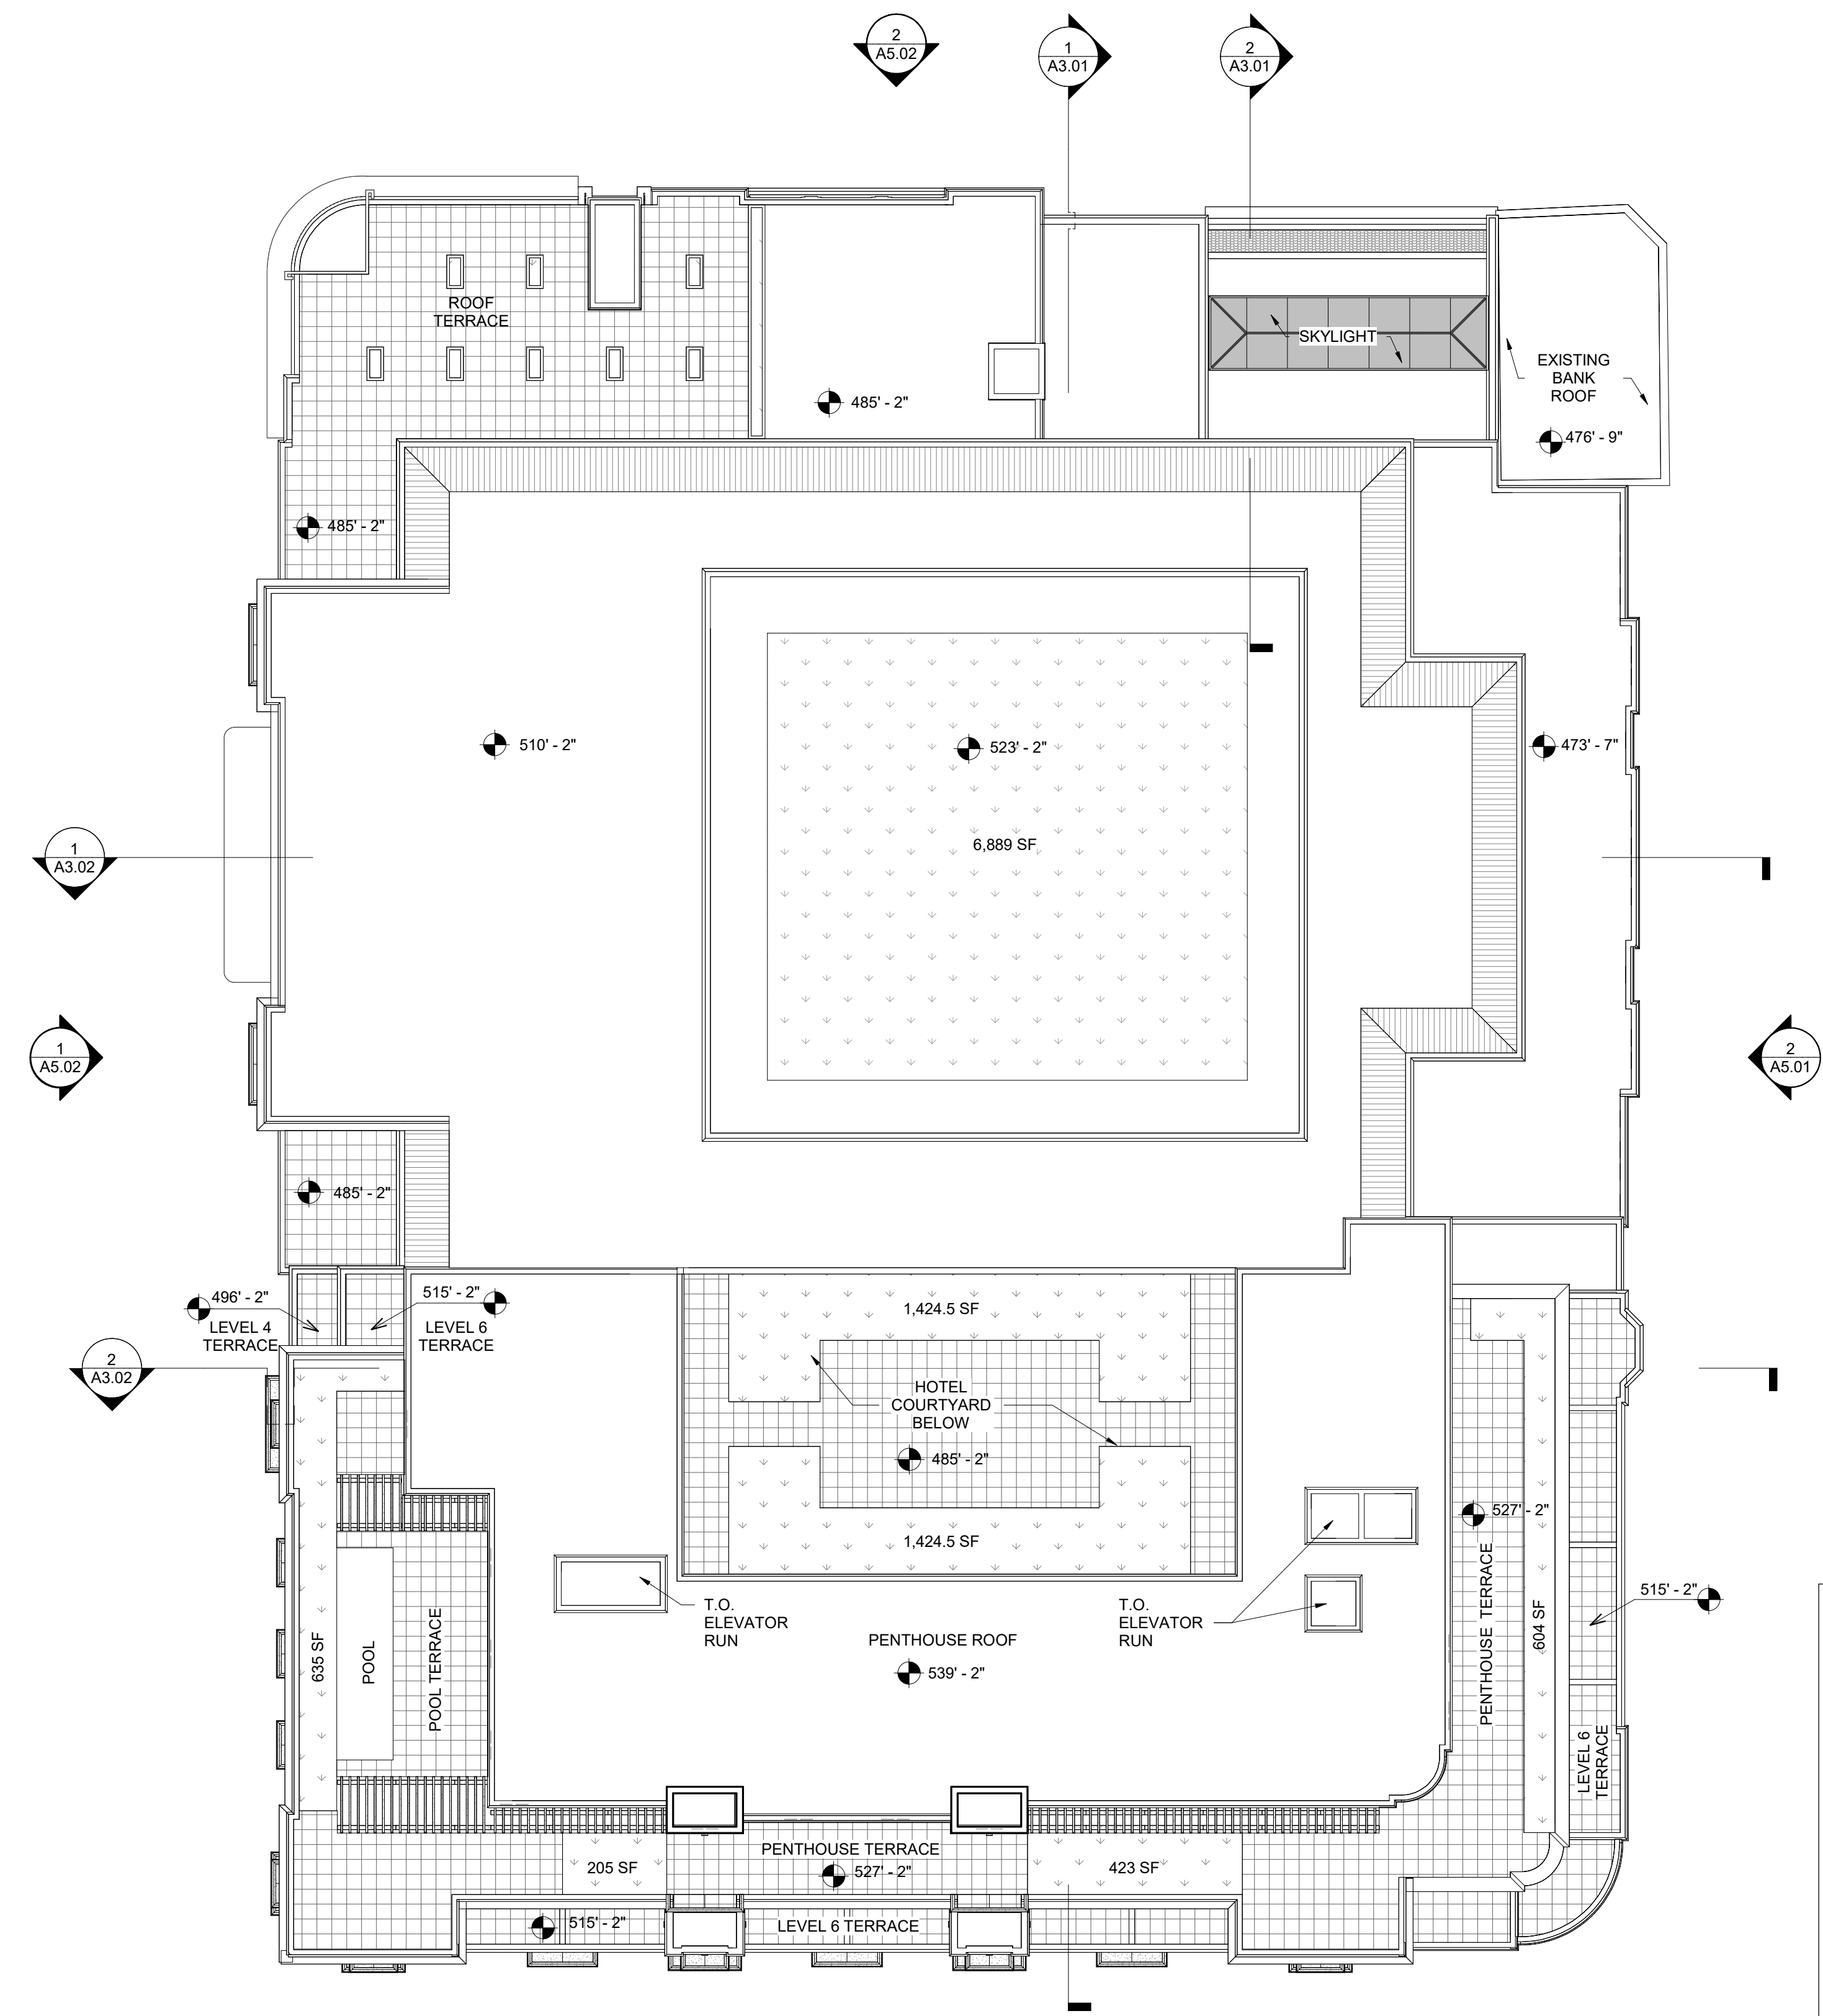 2
A5.02
1
A3.01
2
A3.01
ROOF
TERRACE
SKYLIGHT
EXISTING
BANK
ROOF
485' - 2"
476' - 9"
485' - 2"
510' - 2"
523' - 2"
473' - 7"
6,889 SF
1
A3.02
1
A5.02
2
A5.01
485' - 2"
496' - 2"
LEVEL 4
TERRACE
515' - 2"
LEVEL 6
TERRACE
1,424.5 SF
2
A3.02
HOTEL
COURTYARD
BELOW
485' - 2"
527' - 2"
1,424.5 SF
T.O.
ELEVATOR
RUN
T.O.
ELEVATOR
RUN
PENTHOUSE ROOF
539' - 2"
635 SF
POOL
POOL TERRACE
PENTHOUSE TERRACE
604 SF
515' - 2"
LEVEL 6
TERRACE
205 SF
PENTHOUSE TERRACE
527' - 2"
423 SF
515' - 2"
LEVEL 6 TERRACE